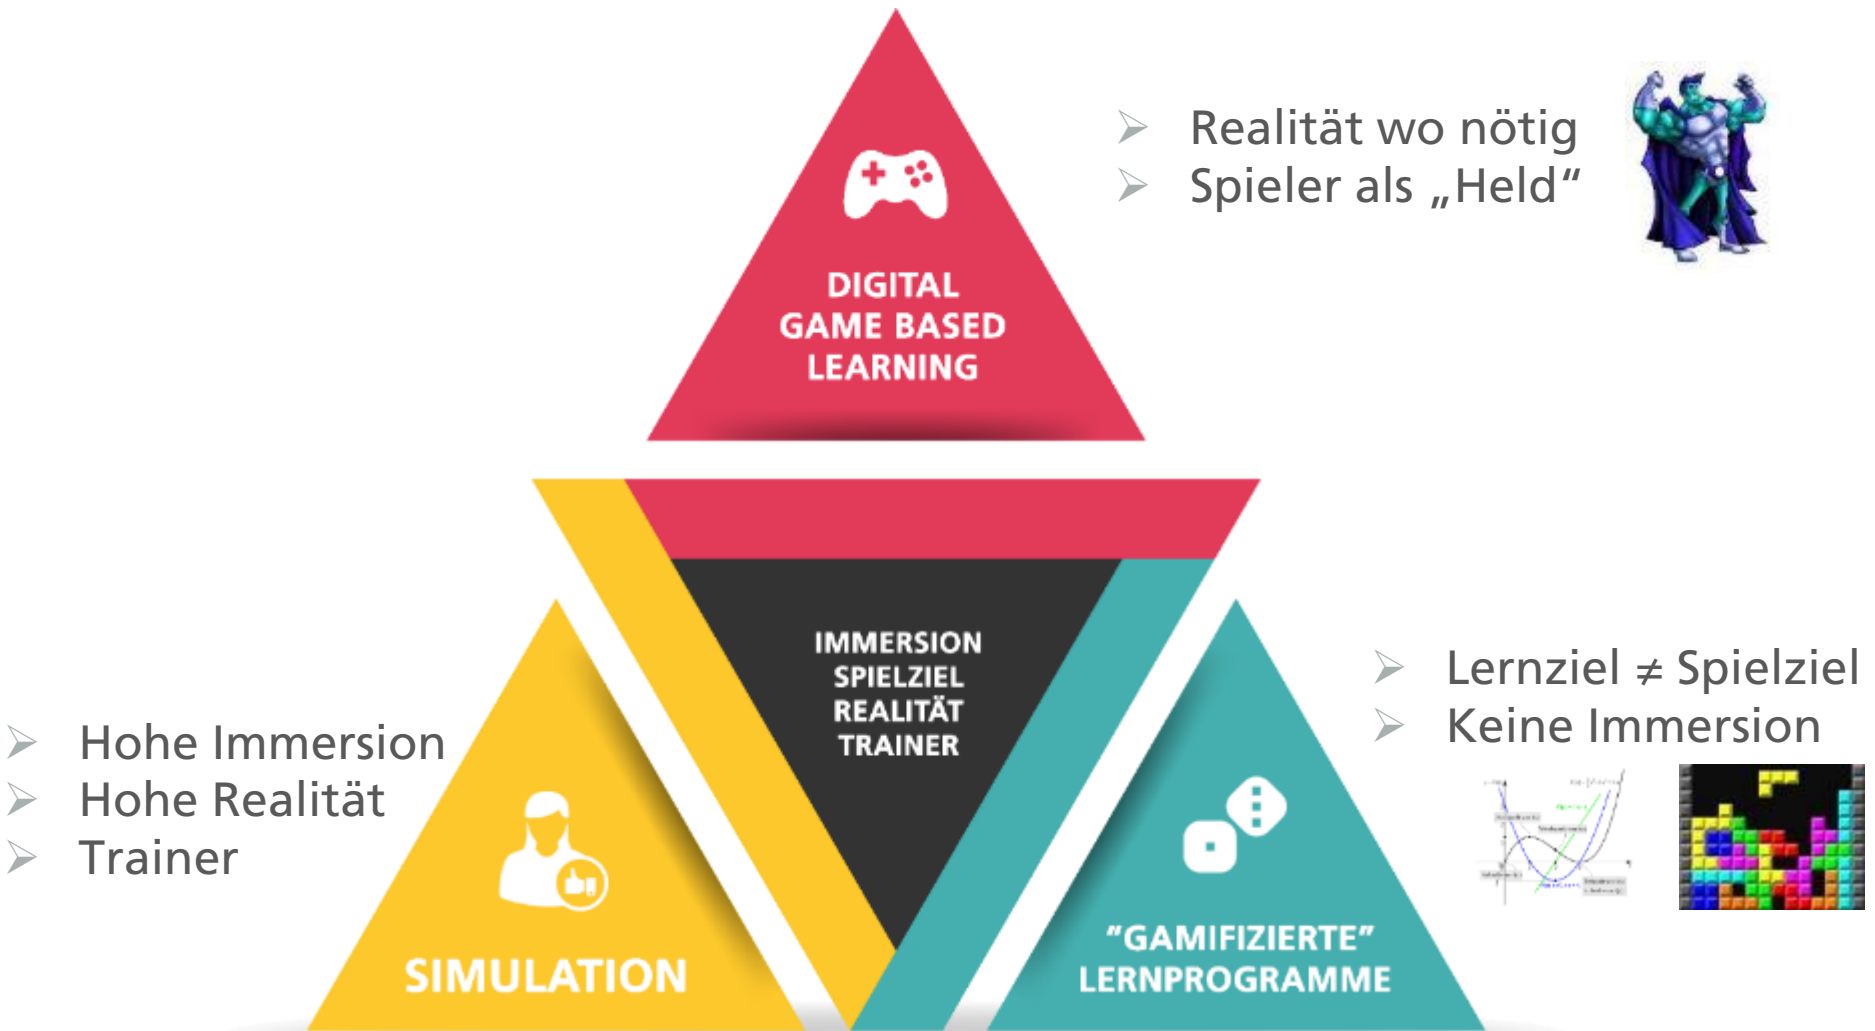 DIGITAL
GAME BASED
LEARNING
➢ Realität wo nötig
➢ Spieler als „Held“
IMMERSION
SPIELZIEL
REALITÄT
TRAINER
➢ Hohe Immersion
➢ Hohe Realität
➢ Trainer
SIMULATION
➢ Lernziel ≠ Spielziel
➢ Keine Immersion
"GAMIFIZIERTE"
LERNPROGRAMME